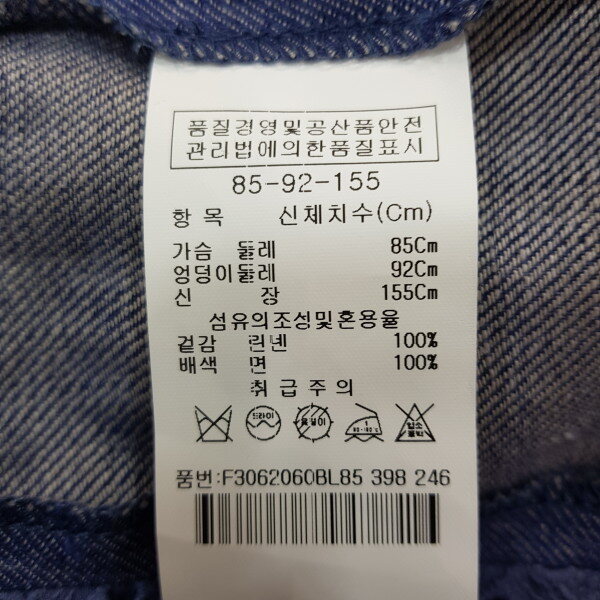 품질경영및공산품안전
관리법에의한품질표시
85-92-155
항 목 신체치수(Cm)
가슴 둘레 85Cm
엉덩이둘레 92Cm
신 장 155Cm
섬유의조성및혼용율
겉감 린넨 100%
배색 면 100%
취급주의
드라이
품번:F3062060BL85 398 246